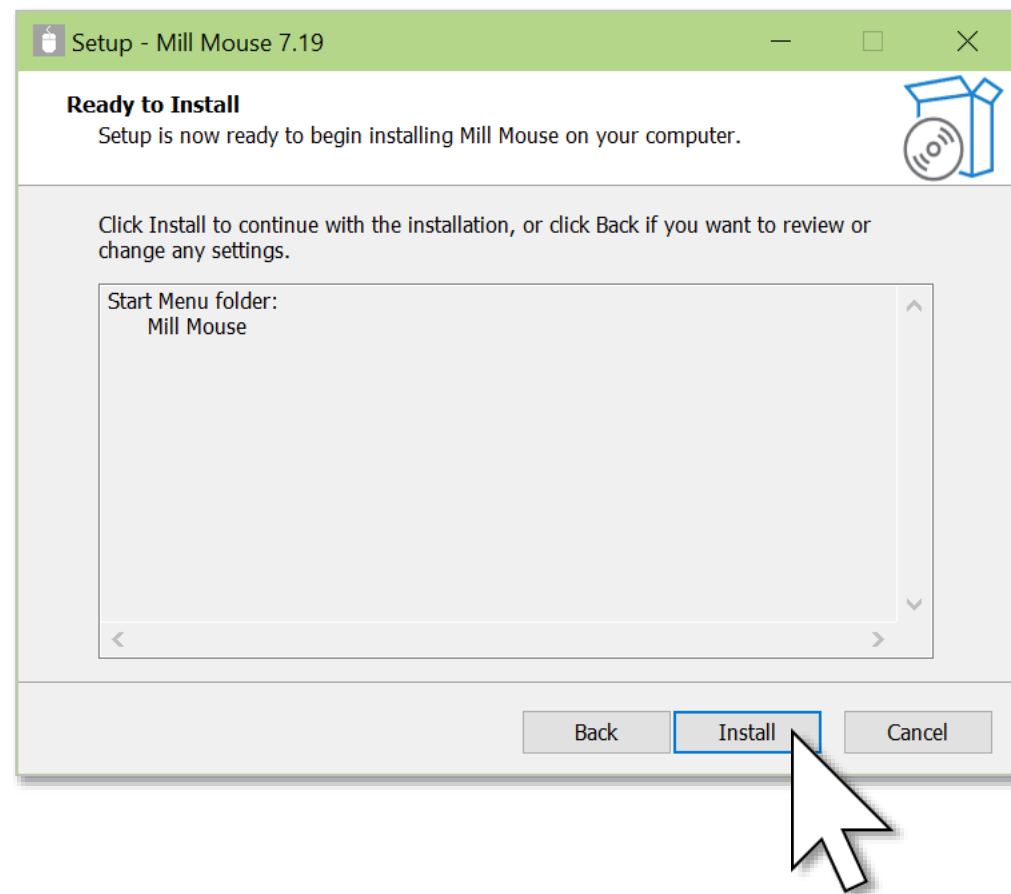 Setup - Mill Mouse 7.19
Ready to Install
Setup is now ready to begin installing Mill Mouse on your computer.
Click Install to continue with the installation, or click Back if you want to review or
change any settings.
Start Menu folder:
Mill Mouse
Back
Install
Cancel